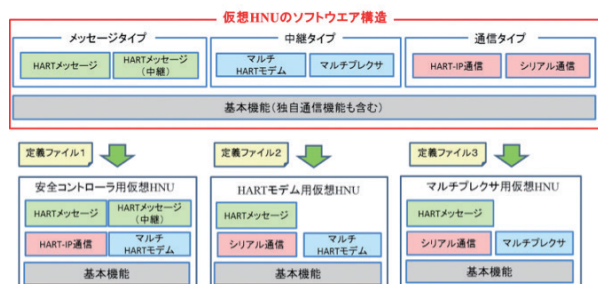 仮想HNUのソフトウエア構造
メッセージタイプ
中継タイプ
通信タイプ
HARTメッセージ
HARTメッセージ
(中継)
マルチ
HARTモデム
マルチプレクサ
HART-IP通信
シリアル通信
基本機能(独自通信機能も含む)
定義ファイル1
定義ファイル2
定義ファイル3
安全コントローラ用仮想HNU
HARTメッセージ
HARTメッセージ
(中継)
HART-IP通信
マルチ
HARTモデム
基本機能
HARTモデム用仮想HNU
HARTメッセージ
シリアル通信
マルチ
HARTモデム
基本機能
マルチプレクサ用仮想HNU
HARTメッセージ
シリアル通信
マルチプレクサ
基本機能